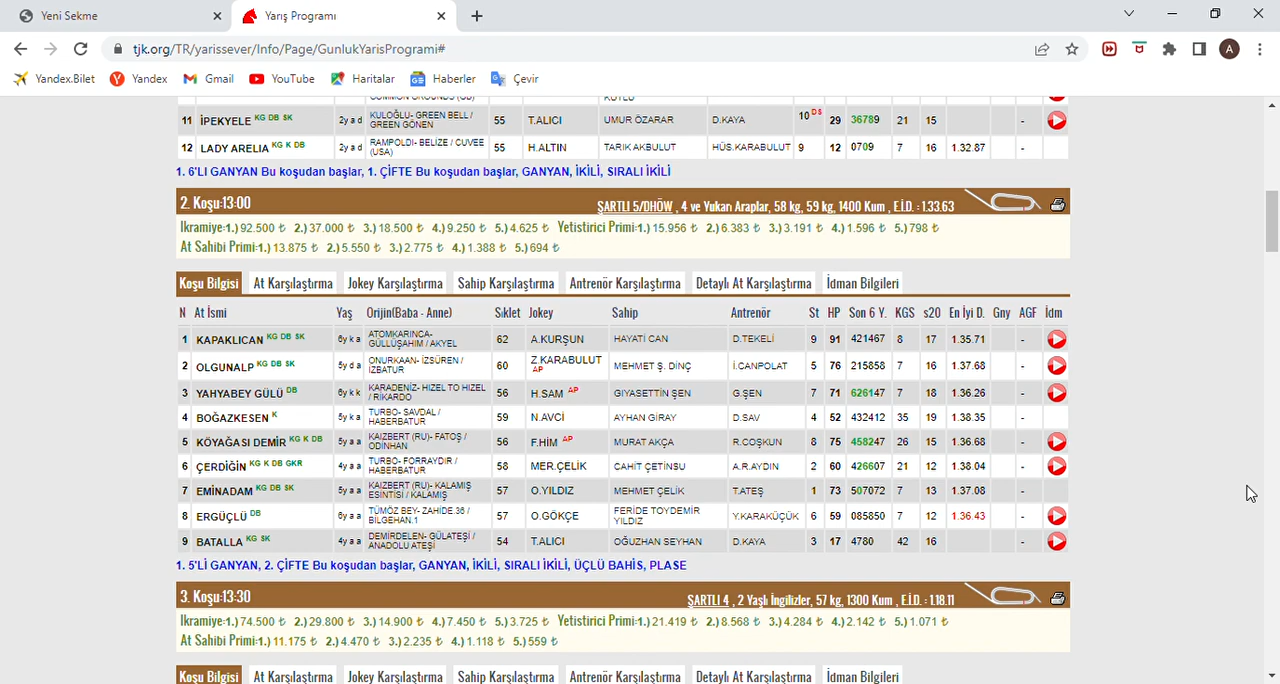 Yeni Sekme
Yarış Programı
tjk.org/TR/yarissever/Info/Page/GunlukYarisProgrami#
A
Yandex.Bilet Yandex Gmail YouTube Haritalar Haberler Çevir
COMMON GROUNDS (GB) KUTLU
11 İPEKYELE KG DB SK 2y a d KULOĞLU- GREEN BELL / GREEN GÖNEN 55 T.ALICI UMUR ÖZARAR D.KAYA 10 DS 29 36789 21 15 -
12 LADY ARELIA KG K DB 2y a d RAMPOLDI- BELİZE / CUVEE (USA) 55 H.ALTIN TARIK AKBULUT HÜS.KARABULUT 9 12 0709 7 16 1.32.87 -
1. 6'LI GANYAN Bu koşudan başlar, 1. ÇİFTE Bu koşudan başlar, GANYAN, İKİLİ, SIRALI İKİLİ
2. Koşu:13:00 ŞARTLI 5/DHÖW , 4 ve Yukarı Araplar, 58 kg, 59 kg, 1400 Kum , E.İ.D. : 1.33.63
İkramiye:1.) 92.500 ₺ 2.) 37.000 ₺ 3.) 18.500 ₺ 4.) 9.250 ₺ 5.) 4.625 ₺ Yetistirici Primi:1.) 15.956 ₺ 2.) 6.383 ₺ 3.) 3.191 ₺ 4.) 1.596 ₺ 5.) 798 ₺
At Sahibi Primi:1.) 13.875 ₺ 2.) 5.550 ₺ 3.) 2.775 ₺ 4.) 1.388 ₺ 5.) 694 ₺
Koşu Bilgisi At Karşılaştırma Jokey Karşılaştırma Sahip Karşılaştırma Antrenör Karşılaştırma Detaylı At Karşılaştırma İdman Bilgileri
N At İsmi Yaş Orijin(Baba - Anne) Sıklet Jokey Sahip Antrenör St HP Son 6 Y. KGS s20 En İyi D. Gny AGF İdm
1 KAPAKLICAN KG DB SK 6y k a ATOMKARINCA- GÜLLÜŞAHIM / AKYEL 62 A.KURŞUN HAYATİ CAN D.TEKELİ 9 91 421467 8 17 1.35.71 -
2 OLGUNALP KG DB SK 5y d a ONURKAAN- İZSÜREN / İZBATUR 60 Z.KARABULUT AP MEHMET Ş. DİNÇ İ.CANPOLAT 5 76 215858 7 16 1.37.68 -
3 YAHYABEY GÜLÜ DB 6y k k KARADENİZ- HIZEL TO HIZEL / RİKARDO 56 H.SAM AP GIYASETTİN ŞEN G.ŞEN 7 71 626147 7 18 1.36.26 -
4 BOĞAZKESEN K 5y k a TURBO- SAVDAL / HABERBATUR 59 N.AVCİ AYHAN GİRAY D.SAV 4 52 432412 35 19 1.38.35 -
5 KÖYAĞASI DEMİR KG K DB 5y a a KAIZBERT (RU)- FATOŞ / ODİNHAN 56 F.HİM AP MURAT AKÇA R.COŞKUN 8 75 458247 26 15 1.36.68 -
6 ÇERDİĞİN KG K DB GKR 4y a a TURBO- FORRAYDIR / HABERBATUR 58 MER.ÇELİK CAHİT ÇETİNSU A.R.AYDIN 2 60 426607 21 12 1.38.04 -
7 EMİNADAM KG DB SK 5y a a KAIZBERT (RU)- KALAMIŞ ESİNTİSİ / KALAMIŞ 57 O.YILDIZ MEHMET ÇELİK T.ATEŞ 1 73 507072 7 13 1.37.08 -
8 ERGÜÇLÜ DB 6y a a TÜMÖZ BEY- ZAHİDE.36 / BILGEHAN.1 57 O.GÖKÇE FERİDE TOYDEMİR YILDIZ Y.KARAKÜÇÜK 6 59 085850 7 12 1.36.43 -
9 BATALLA KG SK 4y a a DEMİRDELEN- GÜLATEŞİ / ANADOLU ATEŞİ 54 T.ALICI OĞUZHAN SEYHAN D.KAYA 3 17 4780 42 16 -
1. 5'Lİ GANYAN, 2. ÇİFTE Bu koşudan başlar, GANYAN, İKİLİ, SIRALI İKİLİ, ÜÇLÜ BAHİS, PLASE
3. Koşu:13:30 ŞARTLI 4 , 2 Yaşlı İngilizler, 57 kg, 1300 Kum , E.İ.D. : 1.18.11
İkramiye:1.) 74.500 ₺ 2.) 29.800 ₺ 3.) 14.900 ₺ 4.) 7.450 ₺ 5.) 3.725 ₺ Yetistirici Primi:1.) 21.419 ₺ 2.) 8.568 ₺ 3.) 4.284 ₺ 4.) 2.142 ₺ 5.) 1.071 ₺
At Sahibi Primi:1.) 11.175 ₺ 2.) 4.470 ₺ 3.) 2.235 ₺ 4.) 1.118 ₺ 5.) 559 ₺
Koşu Bilgisi At Karşılaştırma Jokey Karşılaştırma Sahip Karşılaştırma Antrenör Karşılaştırma Detaylı At Karşılaştırma İdman Bilgileri